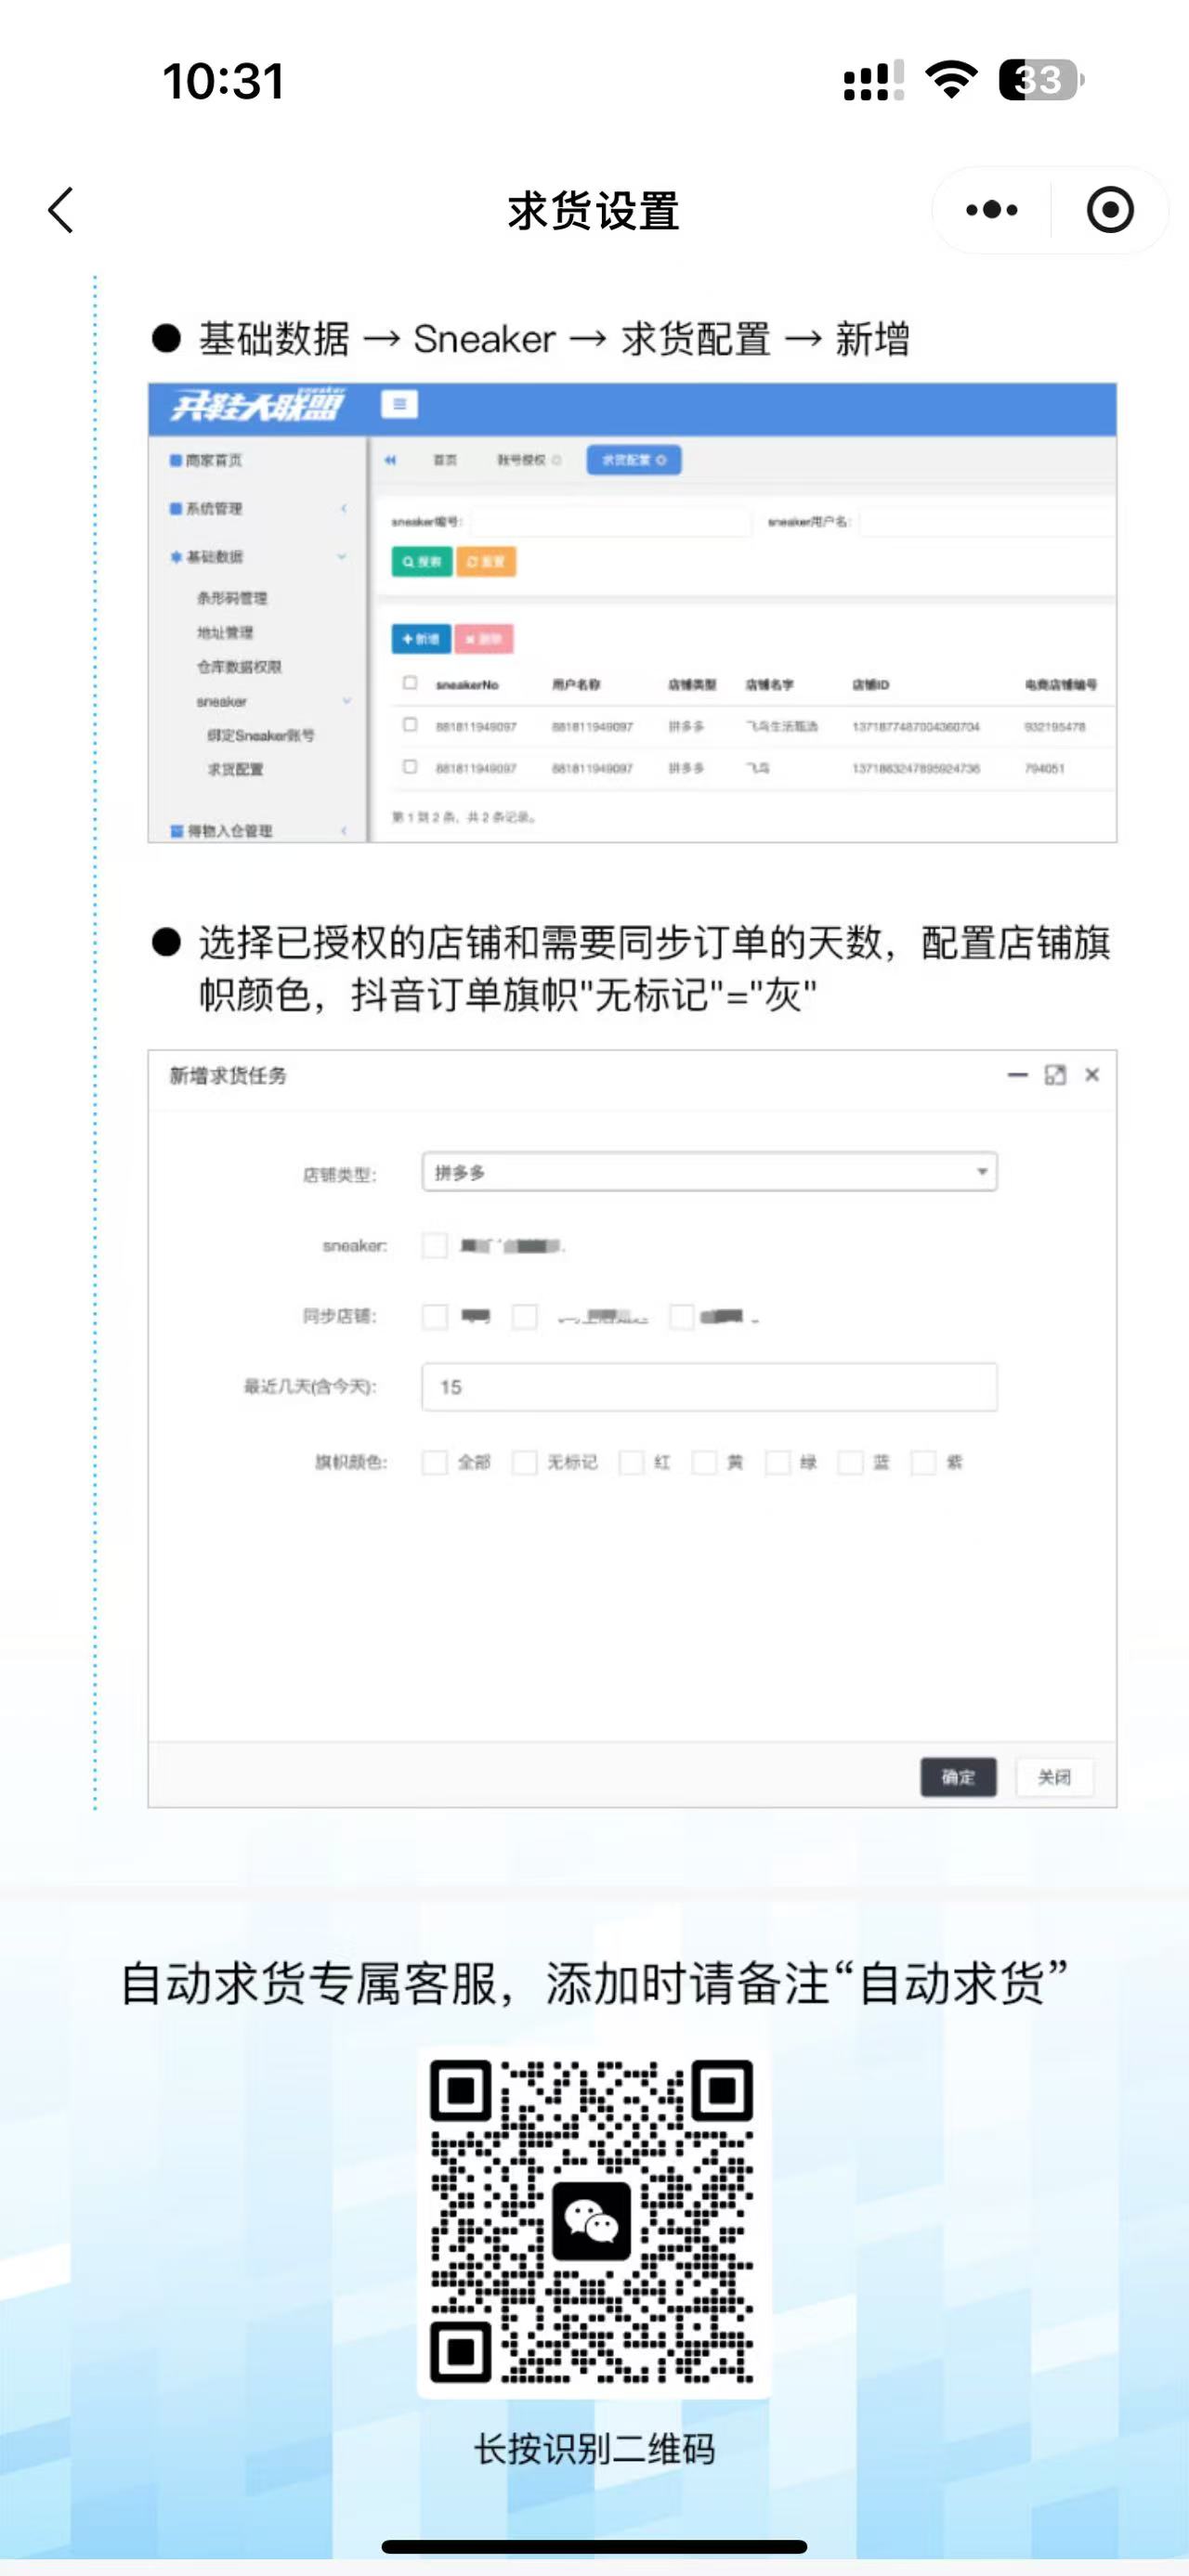 10:31
33
求货设置
● 基础数据 → Sneaker → 求货配置 → 新增
天鞋大联盟
sneaker
商家首页
首页
账号授权
求货配置
系统管理
sneaker编号:
sneaker用户名:
基础数据
搜索
重置
条形码管理
地址管理
+新增
删除
仓库数据权限
sneakerNo 用户名称 店铺类型 店铺名字 店铺ID 电商店铺编号
sneaker
881811949097 881811949097 拼多多 飞鸟生活甄选 1371877487004360704 932195478
绑定Sneaker账号
求货配置
881811949097 881811949097 拼多多 飞鸟 1371863247895924736 794051
第 1 到 2 条，共 2 条记录。
得物入仓管理
● 选择已授权的店铺和需要同步订单的天数，配置店铺旗
帜颜色，抖音订单旗帜"无标记"="灰"
新增求货任务
店铺类型: 拼多多
sneaker:
同步店铺:
最近几天(含今天): 15
旗帜颜色: 全部 无标记 红 黄 绿 蓝 紫
确定 关闭
自动求货专属客服，添加时请备注“自动求货”
长按识别二维码